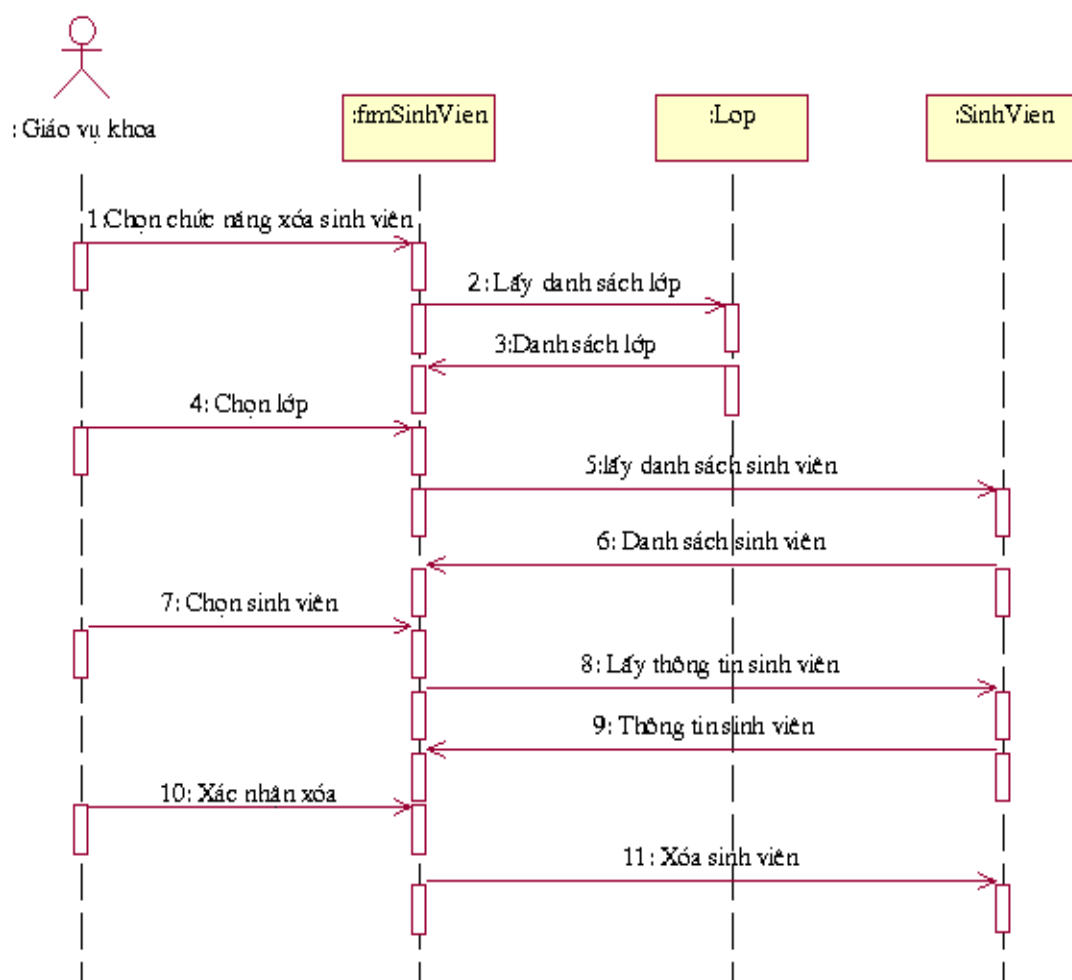 : Giáo vụ khoa
:frmSinhVien
:Lop
:SinhVien
1:Chọn chức năng xóa sinh viên
2: Lấy danh sách lớp
3:Danh sách lớp
4: Chọn lớp
5:lấy danh sách sinh viên
6: Danh sách sinh viên
7: Chọn sinh viên
8: Lấy thông tin sinh viên
9: Thông tin sinh viên
10: Xác nhân xóa
11: Xóa sinh viên